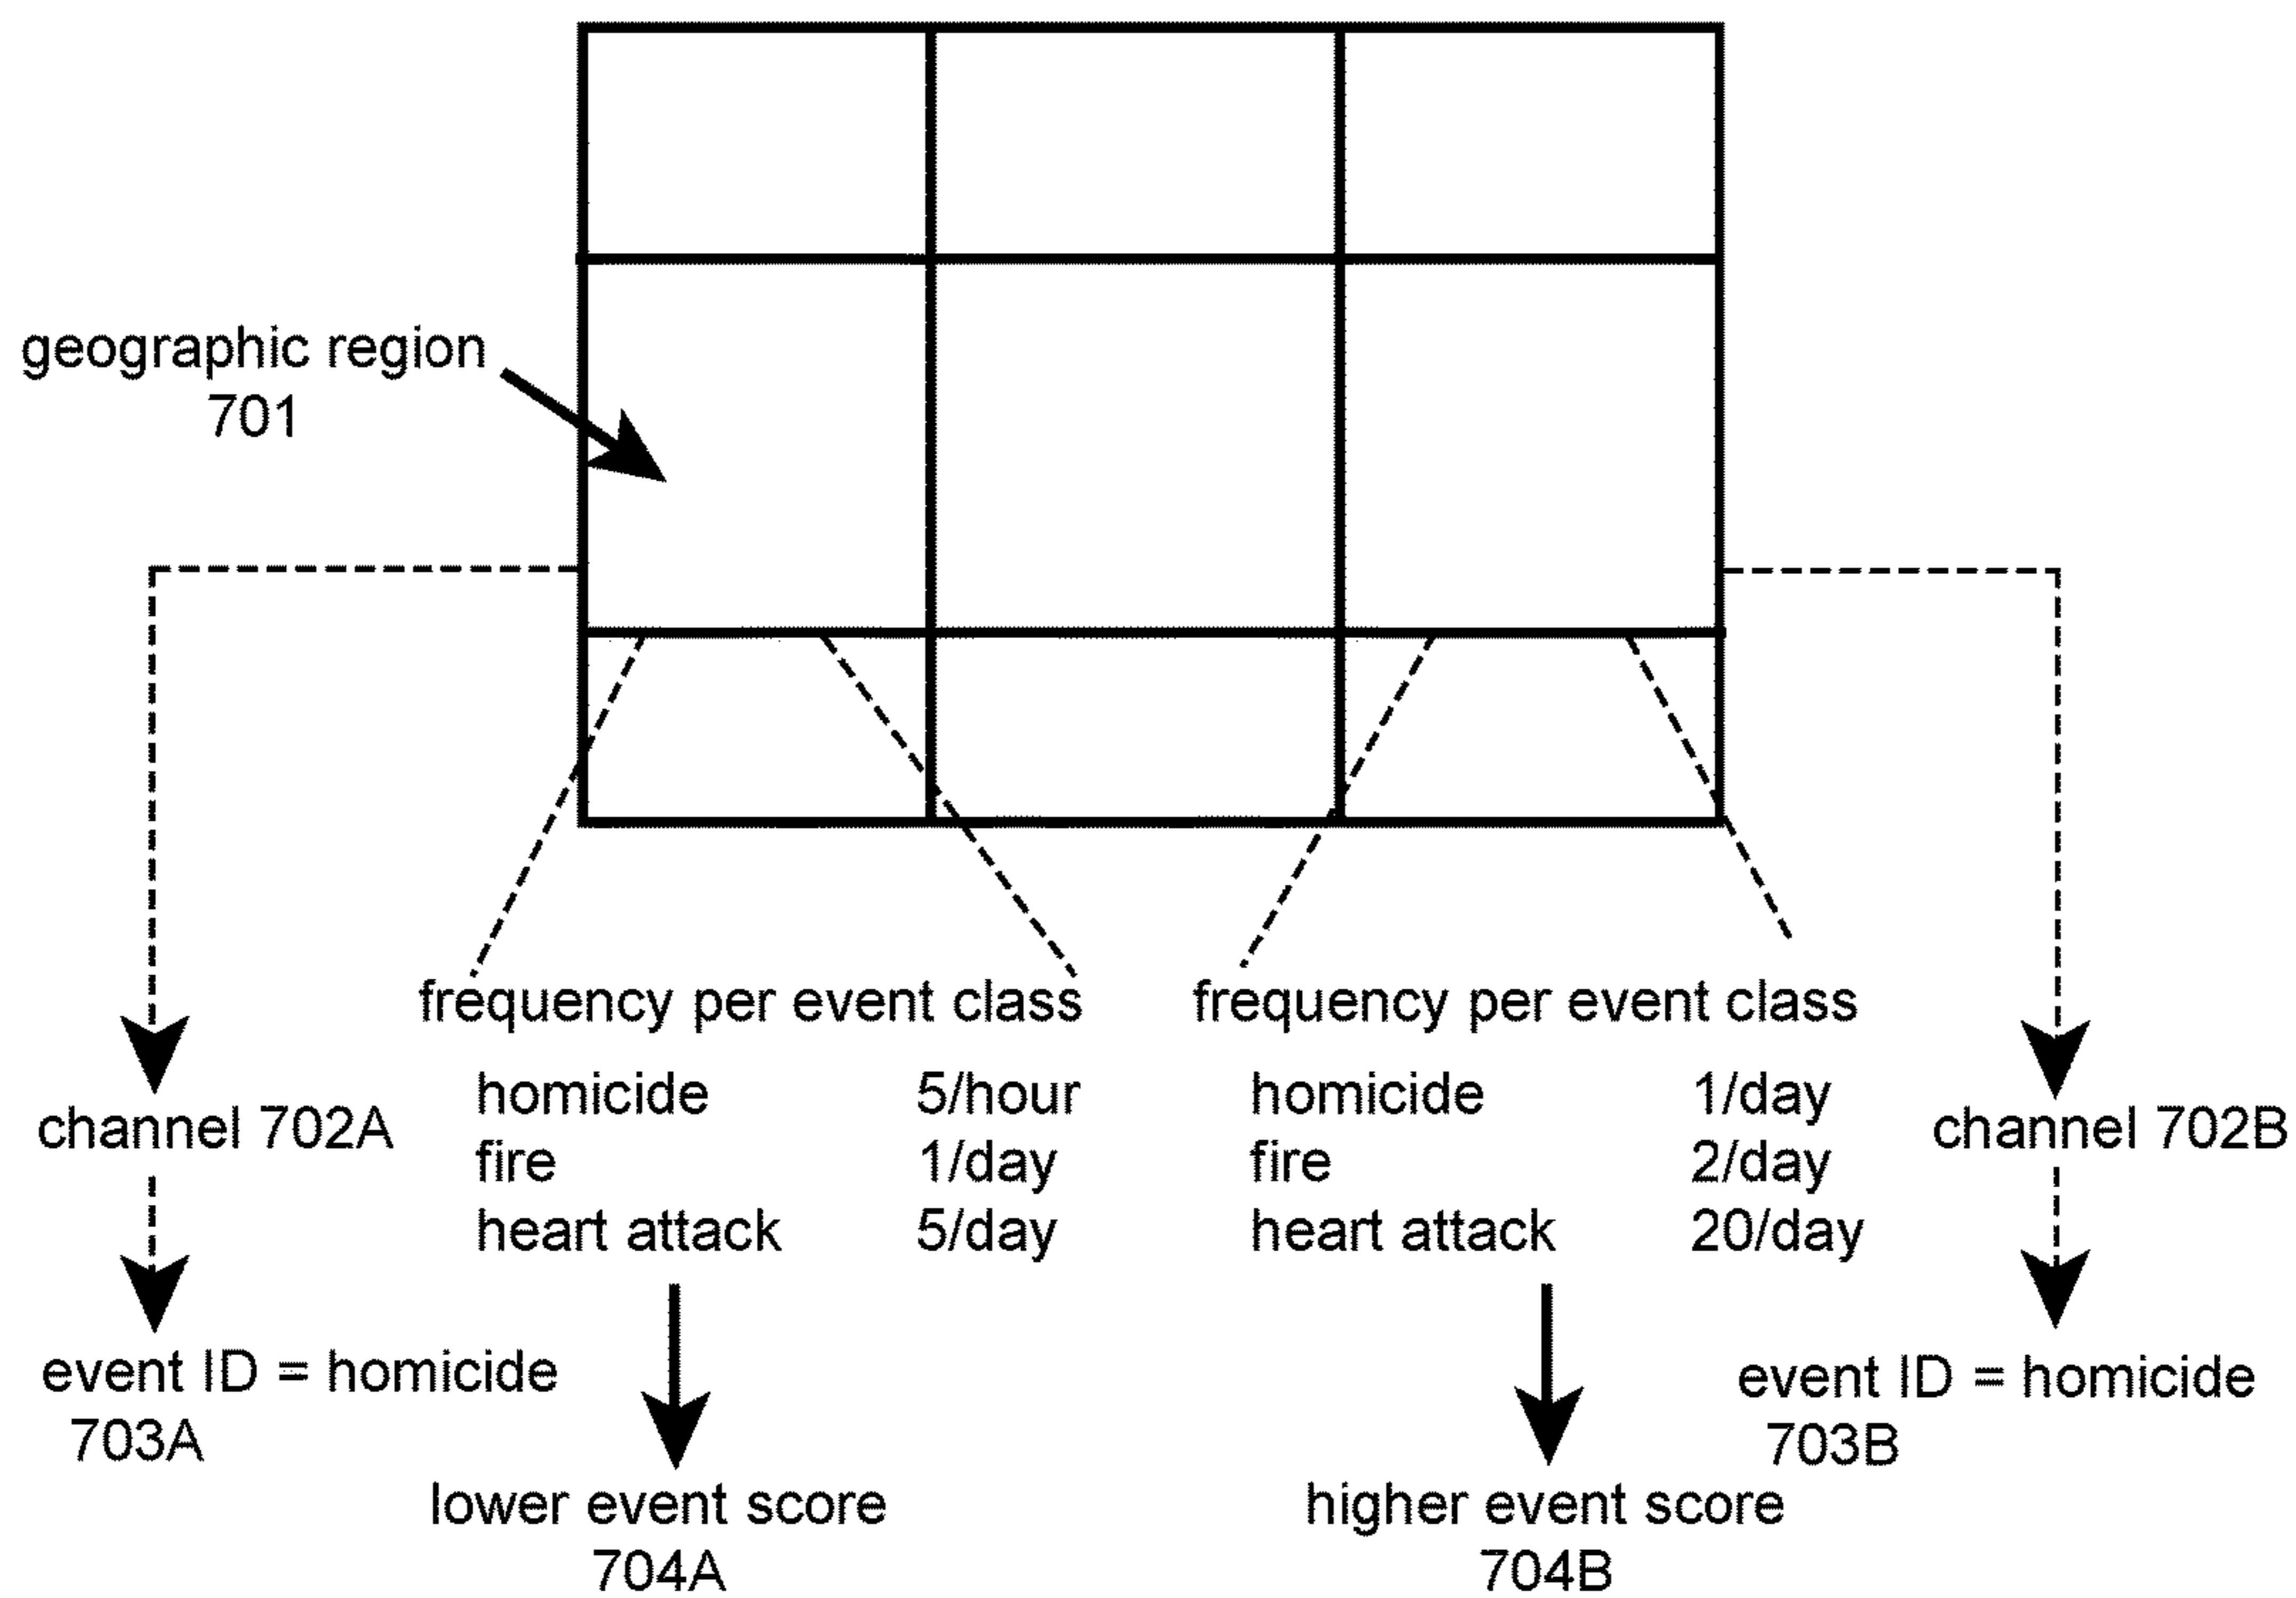 geographic region
701
channel 702A
event ID = homicide
703A
frequency per event class
homicide 5/hour
fire 1/day
heart attack 5/day
lower event score
704A
frequency per event class
homicide 1/day
fire 2/day
heart attack 20/day
higher event score
704B
channel 702B
event ID = homicide
703B